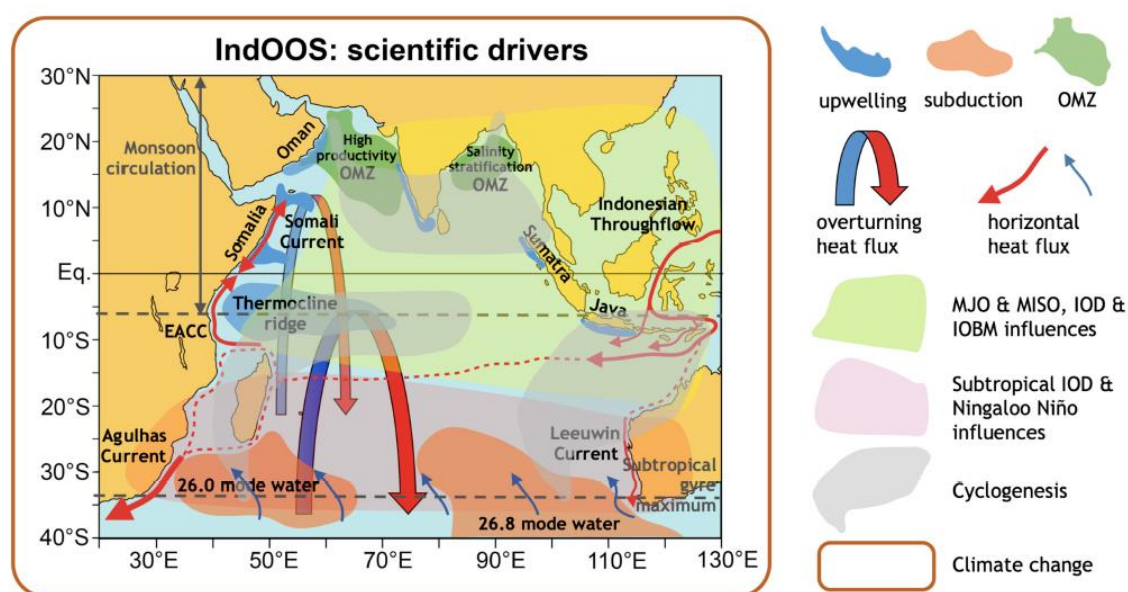 IndOOS: scientific drivers
30°N
20°N
10°N
Eq.
10°S
20°S
30°S
40°S
30°E
50°E
70°E
90°E
110°E
130°E
Monsoon
circulation
Oman
High
productivity
OMZ
Salinity
stratification
OMZ
Somalia
Somali
Current
Indonesian
Throughflow
Sumatra
Java
Thermocline
ridge
EACC
Agulhas
Current
Leeuwin
Current
Subtropical
gyre
maximum
26.0 mode water
26.8 mode water
upwelling
subduction
OMZ
overturning
heat flux
horizontal
heat flux
MJO & MISO, IOD &
IOBM influences
Subtropical IOD &
Ningaloo Niño
influences
Cyclogenesis
Climate change